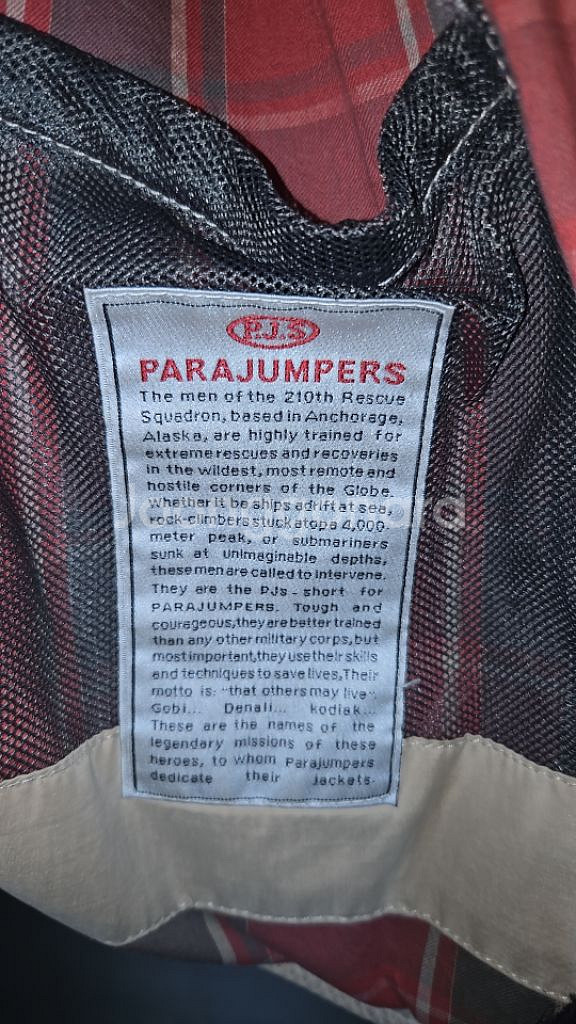 P.J.S
PARAJUMPERS
The men of the 210th Rescue
Squadron, based in Anchorage,
Alaska, are highly trained for
extreme rescues and recoveries
in the wildest, most remote and
hostile corners of the Globe.
Whether it be ships adrift at sea,
rock-climbers stuck atop a 4,000-
meter peak, or submariners
sunk at unimaginable depths,
these men are called to intervene.
They are the PJs - short for
PARAJUMPERS. Tough and
courageous, they are better trained
than any other military corps, but
most important, they use their skills
and techniques to save lives, Their
motto is: "that others may live".
Gobi... Denali... kodiak...
These are the names of the
legendary missions of these
heroes, to whom Parajumpers
dedicate their jackets.